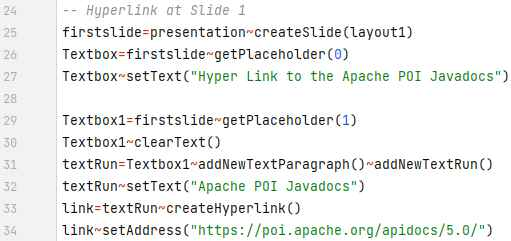 24 -- Hyperlink at Slide 1
25 firstslide=presentation~createSlide(layout1)
26 Textbox=firstslide~getPlaceholder(0)
27 Textbox~setText("Hyper Link to the Apache POI Javadocs")
28
29 Textbox1=firstslide~getPlaceholder(1)
30 Textbox1~clearText()
31 textRun=Textbox1~addNewTextParagraph()~addNewTextRun()
32 textRun~setText("Apache POI Javadocs")
33 link=textRun~createHyperlink()
34 link~setAddress("https://poi.apache.org/apidocs/5.0/")